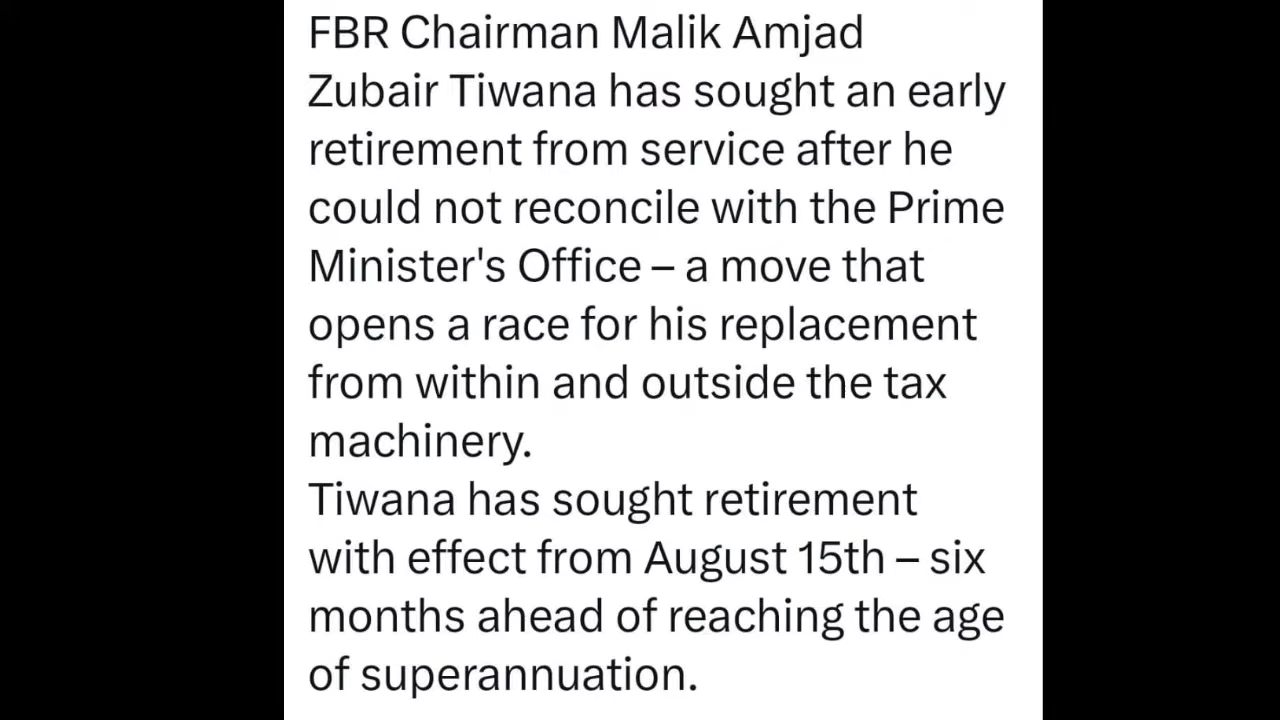 FBR Chairman Malik Amjad
Zubair Tiwana has sought an early
retirement from service after he
could not reconcile with the Prime
Minister's Office – a move that
opens a race for his replacement
from within and outside the tax
machinery.
Tiwana has sought retirement
with effect from August 15th – six
months ahead of reaching the age
of superannuation.